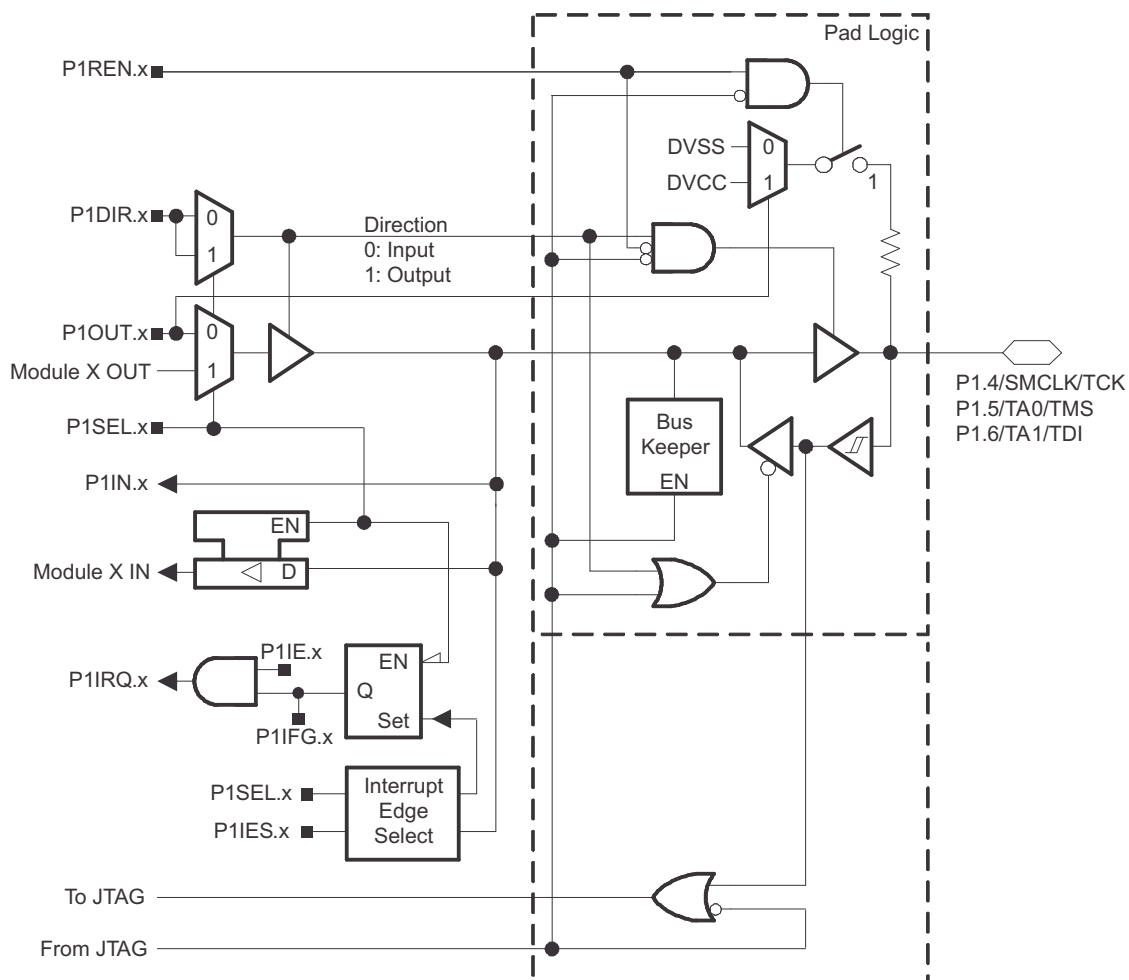 Pad Logic
P1REN.x
DVSS
0
DVCC
1
1
P1DIR.x
0
1
Direction
0: Input
1: Output
P1OUT.x
0
Module X OUT
1
P1SEL.x
P1.4/SMCLK/TCK
P1.5/TA0/TMS
P1.6/TA1/TDI
Bus
Keeper
EN
P1IN.x
EN
Module X IN
D
P1IE.x
P1IRQ.x
EN
Q
Set
P1IFG.x
P1SEL.x
P1IES.x
Interrupt
Edge
Select
To JTAG
From JTAG